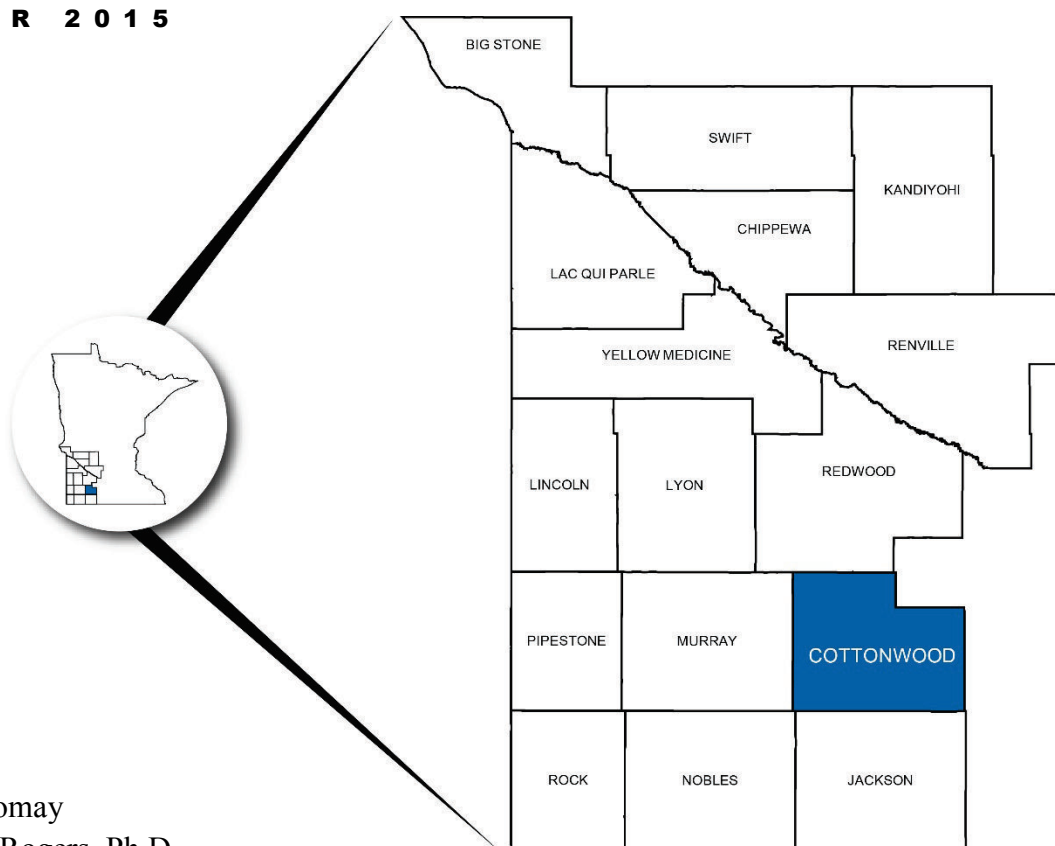 R 2015
BIG STONE
SWIFT
KANDIYOHI
CHIPPEWA
LAC QUI PARLE
RENVILLE
YELLOW MEDICINE
REDWOOD
LINCOLN
LYON
PIPESTONE
MURRAY
COTTONWOOD
ROCK
NOBLES
JACKSON
omay
Rogers, Ph.D.